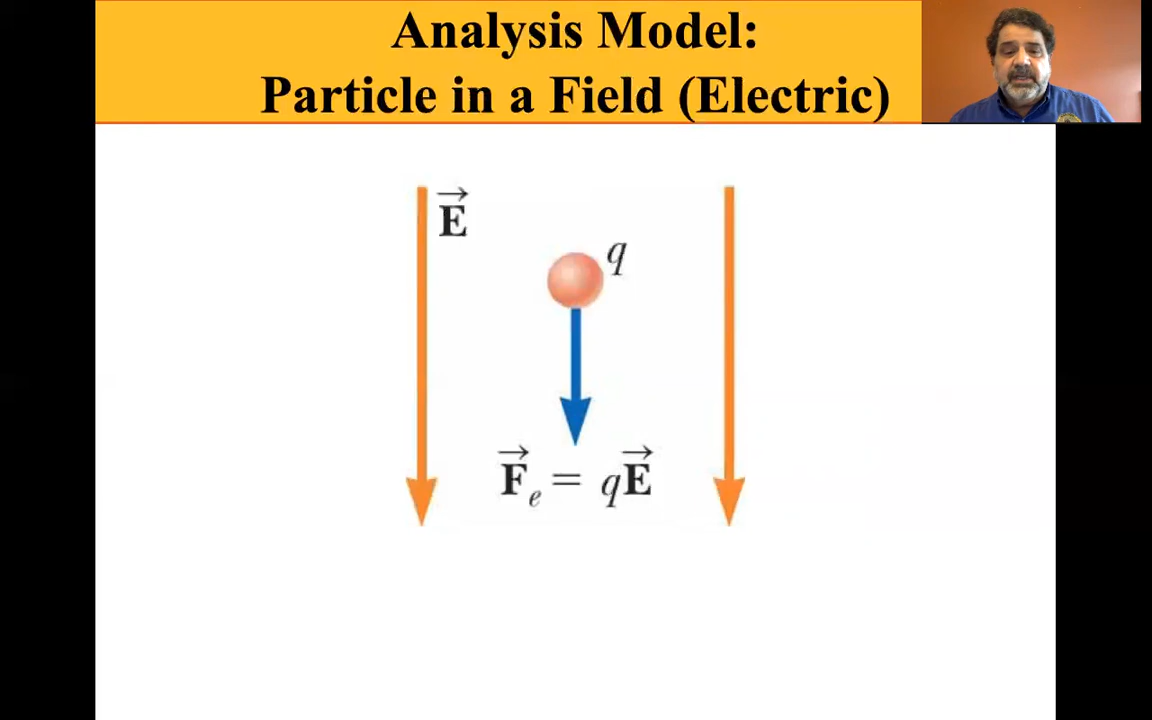 Analysis Model:
Particle in a Field (Electric)
E⃗
q
F⃗ₑ = qE⃗